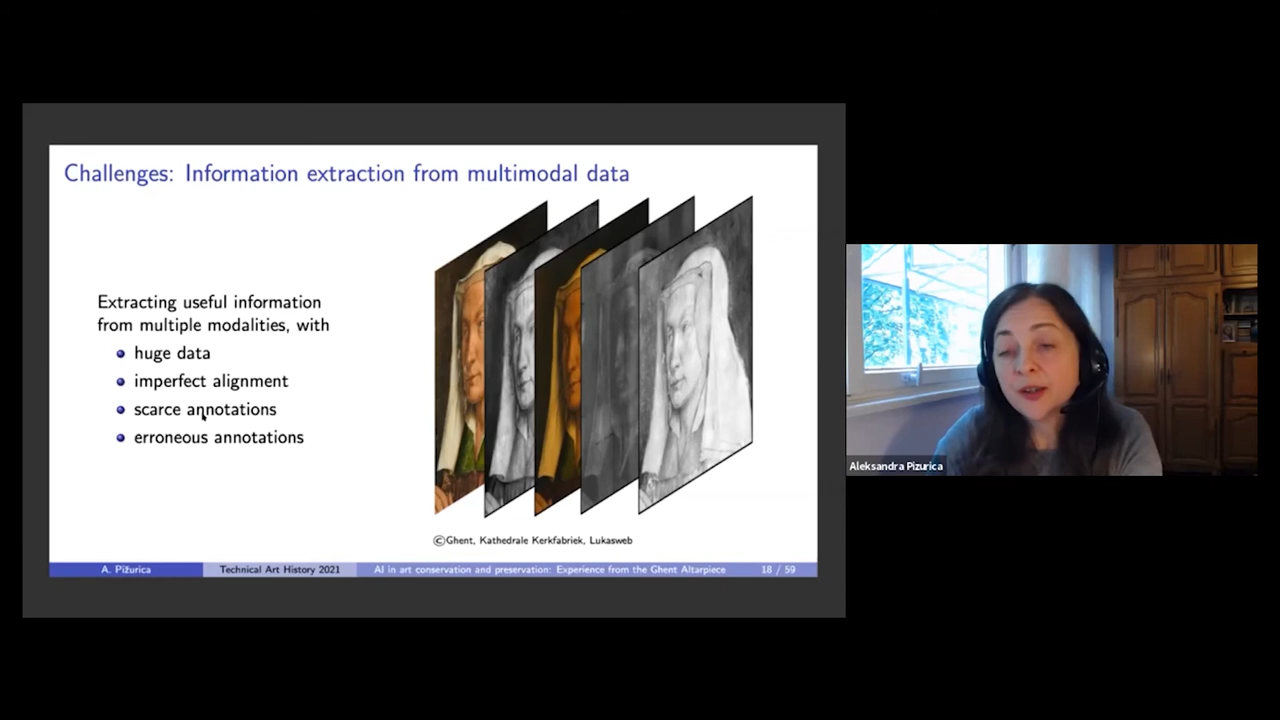 Challenges: Information extraction from multimodal data
Extracting useful information
from multiple modalities, with
huge data
imperfect alignment
scarce annotations
erroneous annotations
©Ghent, Kathedrale Kerkfabriek, Lukasweb
A. Pižurica
Technical Art History 2021
AI in art conservation and preservation: Experience from the Ghent Altarpiece
18 / 59
Aleksandra Pizurica